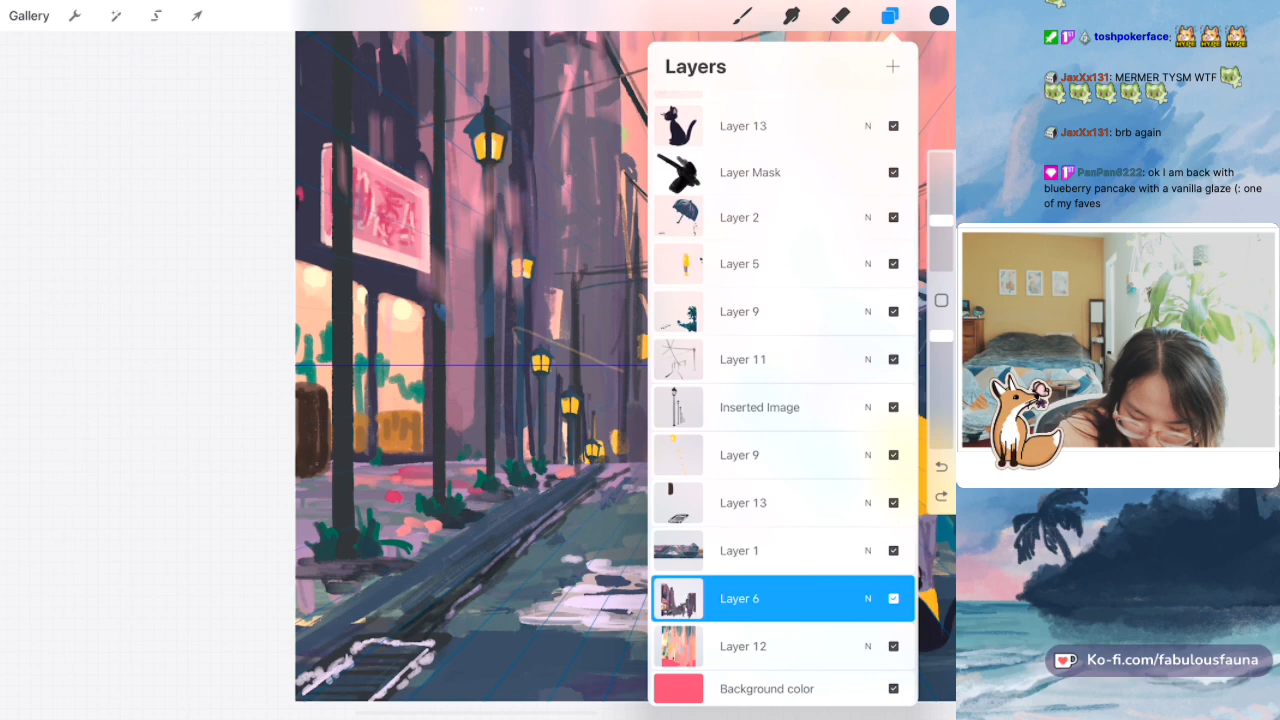 Gallery
Layers
Layer 13
N
Layer Mask
Layer 2
N
Layer 5
N
Layer 9
N
Layer 11
N
Inserted Image
N
Layer 9
N
Layer 13
N
Layer 1
N
Layer 6
N
Layer 12
N
Background color
toshpokerface:
JaxXx131: MERMER TYSM WTF
JaxXx131: brb again
PanPan8222: ok I am back with
blueberry pancake with a vanilla glaze (: one
of my faves
Ko-fi.com/fabulousfauna